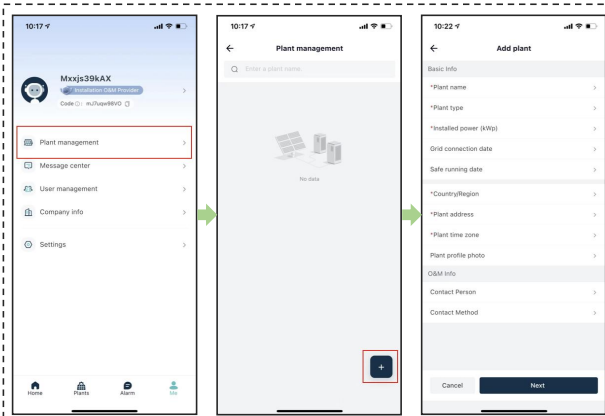 10:17
Mxxjs39kAX
Installation O&M Provider
Code : mJ7uqw98VO
Plant management
Message center
User management
Company info
Settings
Home
Plants
Alarm
Me
10:17
Plant management
Enter a plant name
No data
+
10:22
Add plant
Basic Info
*Plant name
*Plant type
*Installed power (kWp)
Grid connection date
Safe running date
*Country/Region
*Plant address
*Plant time zone
Plant profile photo
O&M Info
Contact Person
Contact Method
Cancel
Next